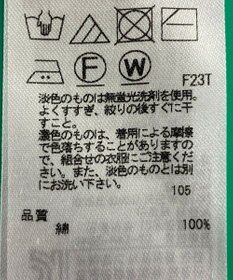 F W
F23T
淡色のものは無蛍光洗剤を使用。
よくすすぎ、絞りの後すぐに干
すこと。
濃色のものは、着用による摩擦
で色落ちすることがありますの
で、組合せの衣服にご注意くださ
い。また、淡色のものとは別に
お洗い下さい。
105
品質
綿 100%